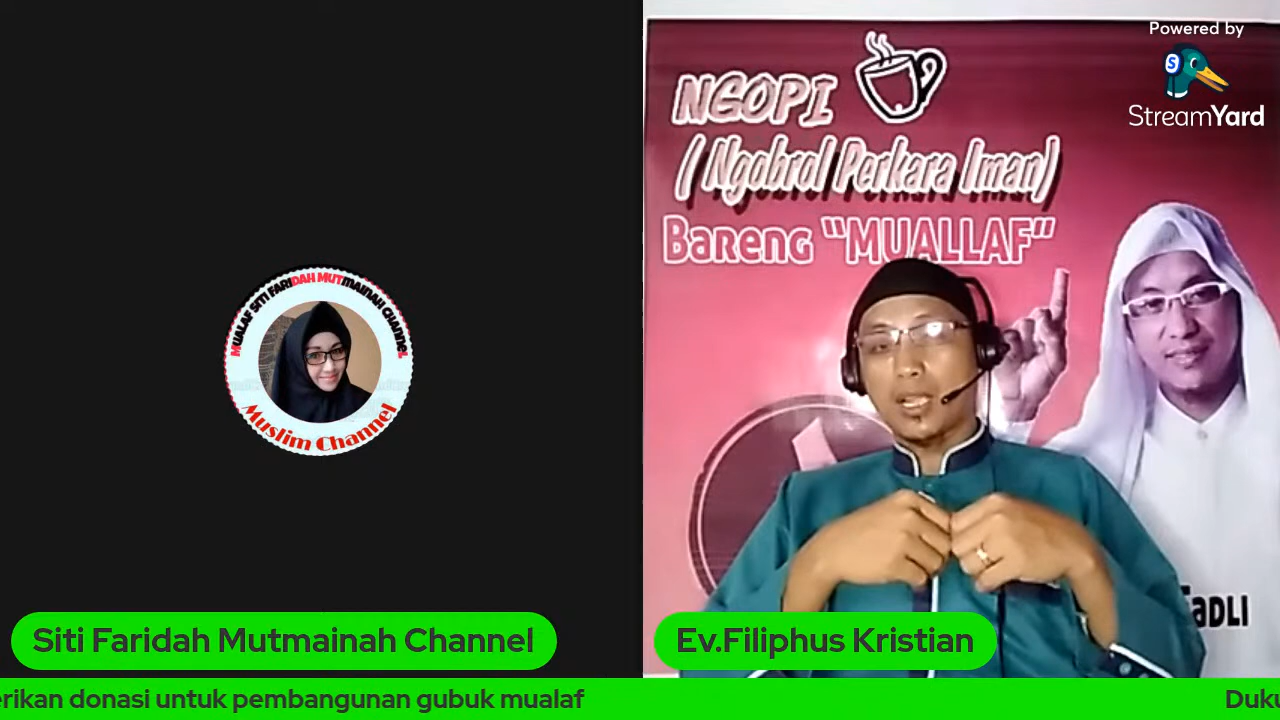 Powered by
StreamYard
NGOPI
( Ngobrol Perkara Iman)
Bareng "MUALLAF"
MUALAF SITI FARIDAH MUTMAINAH CHANNEL
Muslim Channel
FADLI
Siti Faridah Mutmainah Channel
Ev.Filiphus Kristian
erikan donasi untuk pembangunan gubuk mualaf
Duku